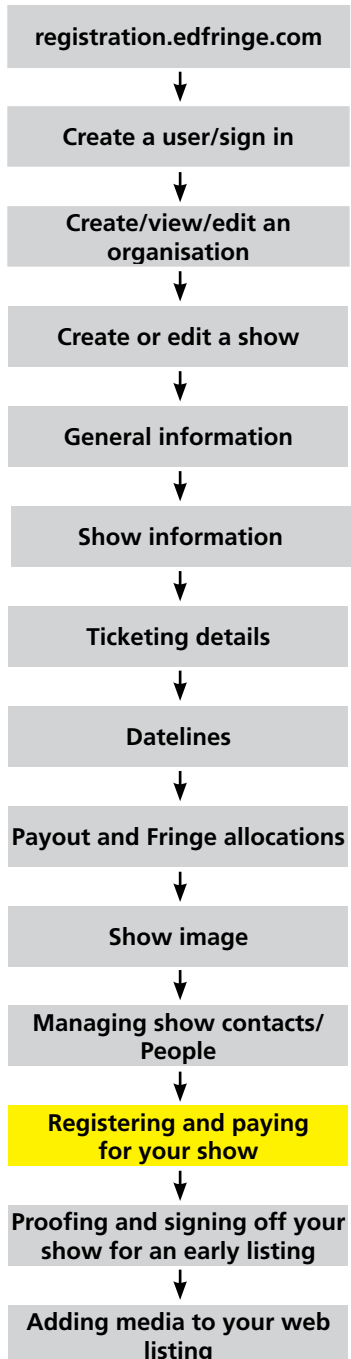 registration.edfringe.com
Create a user/sign in
Create/view/edit an
organisation
Create or edit a show
General information
Show information
Ticketing details
Datelines
Payout and Fringe allocations
Show image
Managing show contacts/
People
Registering and paying
for your show
Proofing and signing off your
show for an early listing
Adding media to your web
listing